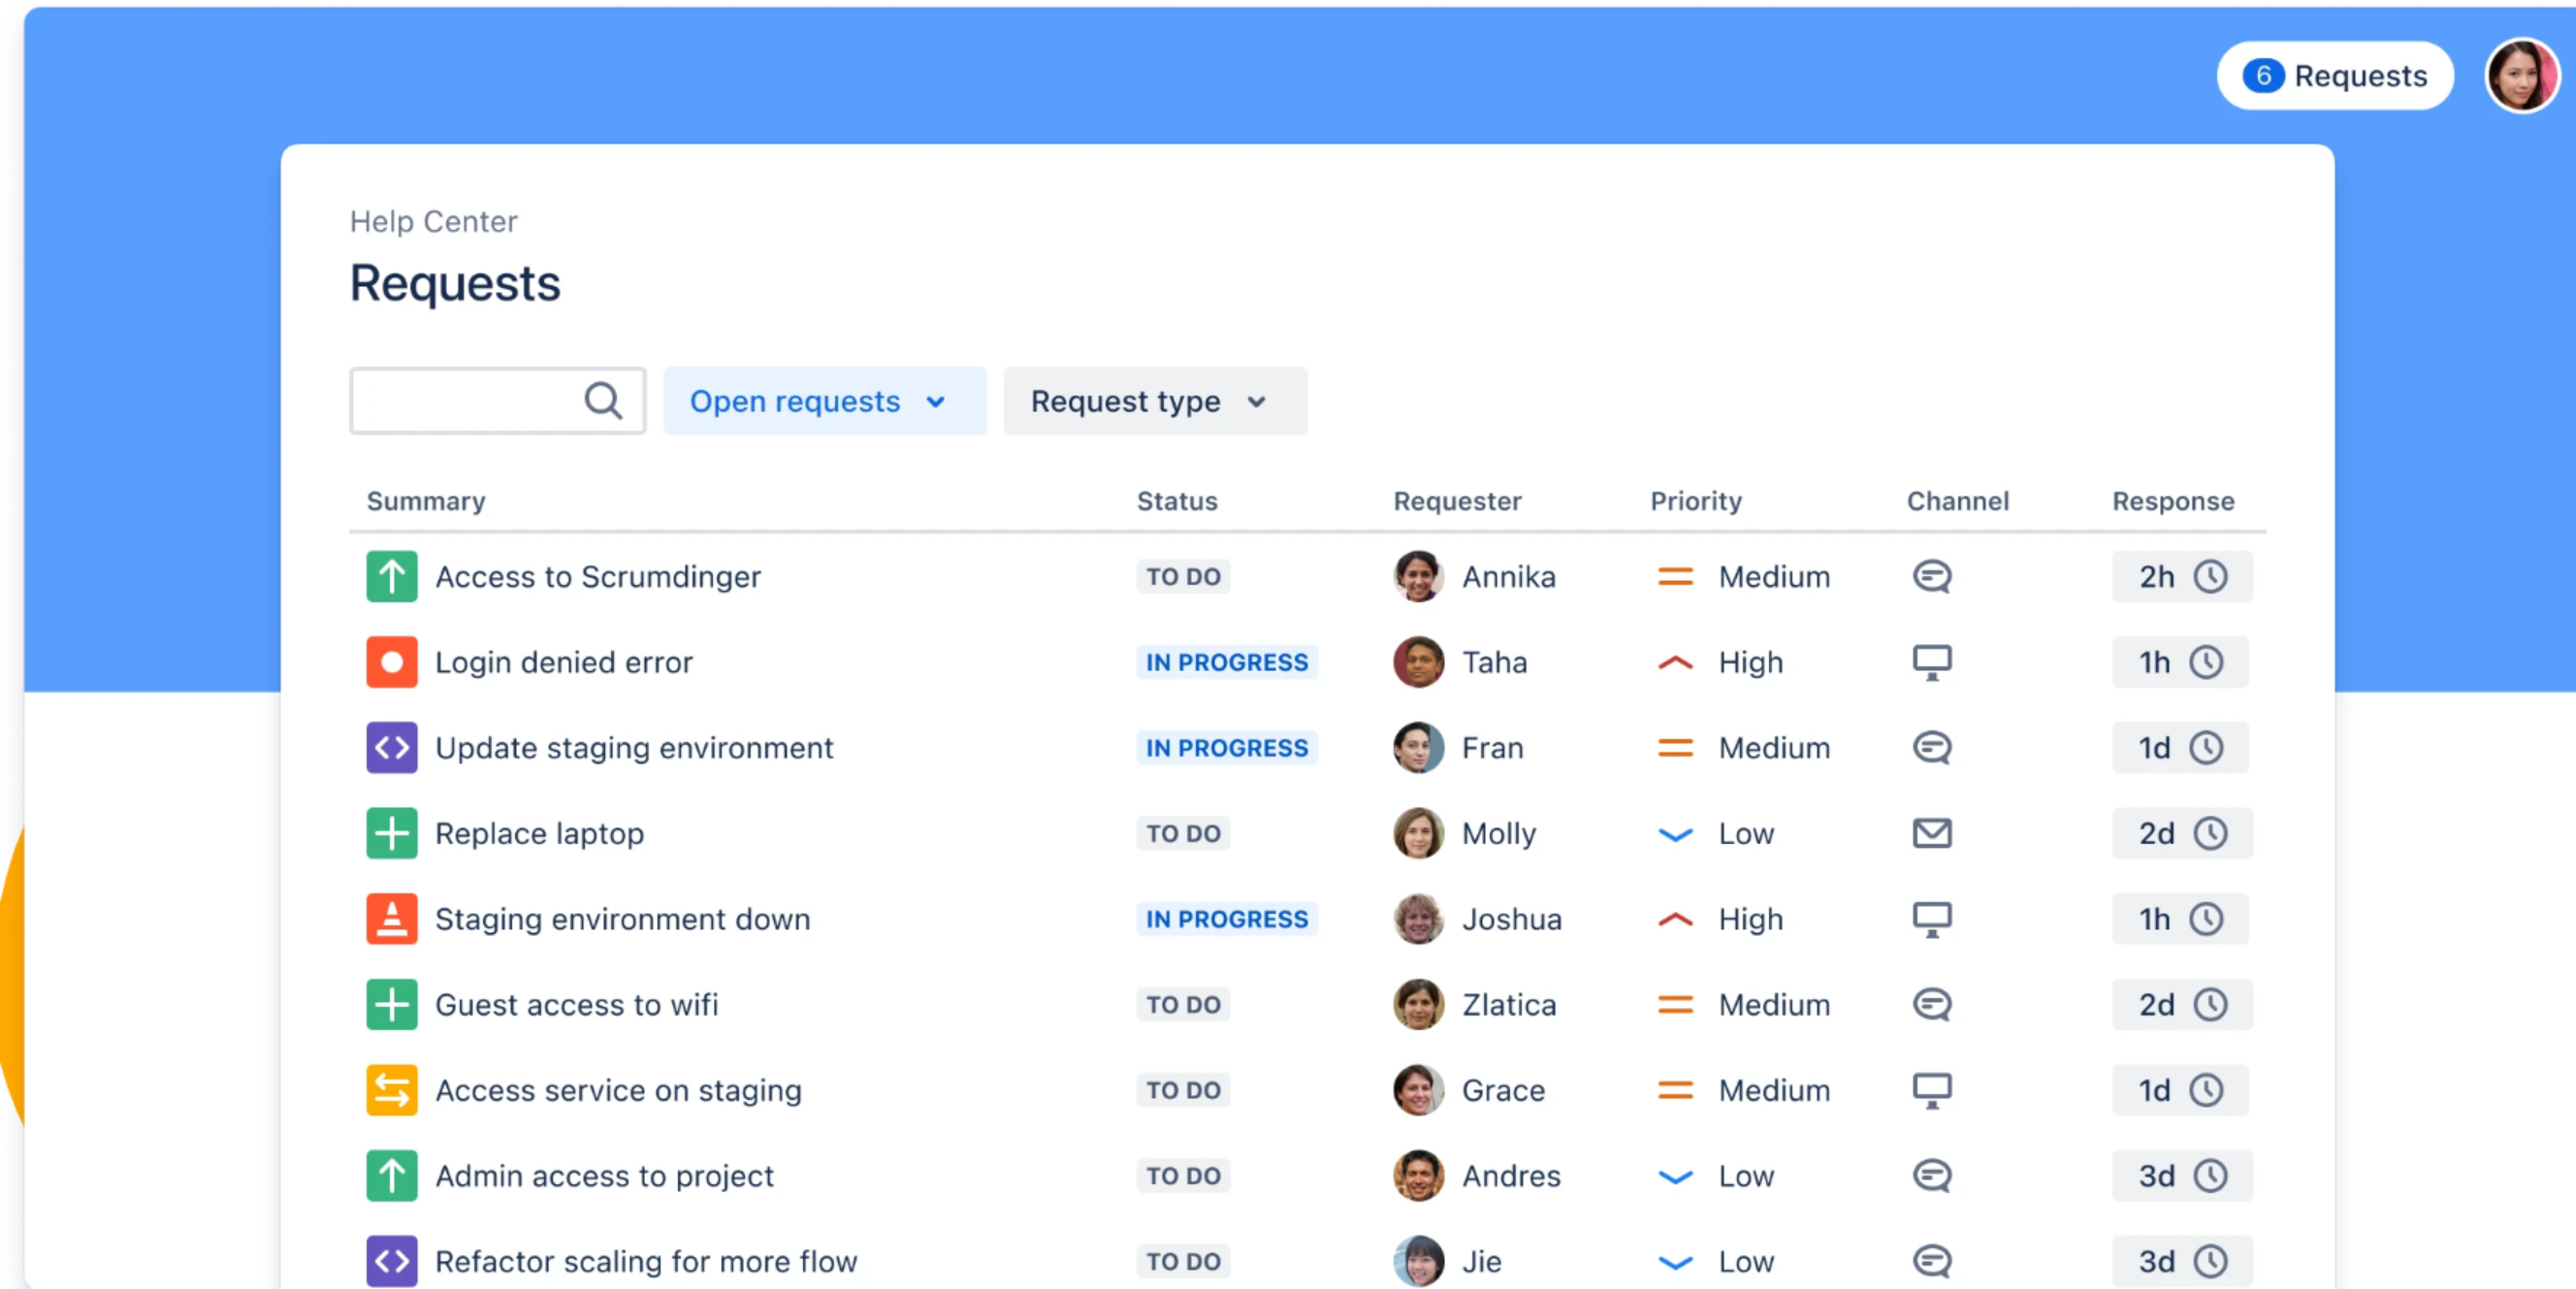 6 Requests
Help Center
Requests
Open requests Request type
Summary Status Requester Priority Channel Response
Access to Scrumdinger TO DO Annika Medium 2h
Login denied error IN PROGRESS Taha High 1h
Update staging environment IN PROGRESS Fran Medium 1d
Replace laptop TO DO Molly Low 2d
Staging environment down IN PROGRESS Joshua High 1h
Guest access to wifi TO DO Zlatica Medium 2d
Access service on staging TO DO Grace Medium 1d
Admin access to project TO DO Andres Low 3d
Refactor scaling for more flow TO DO Jie Low 3d